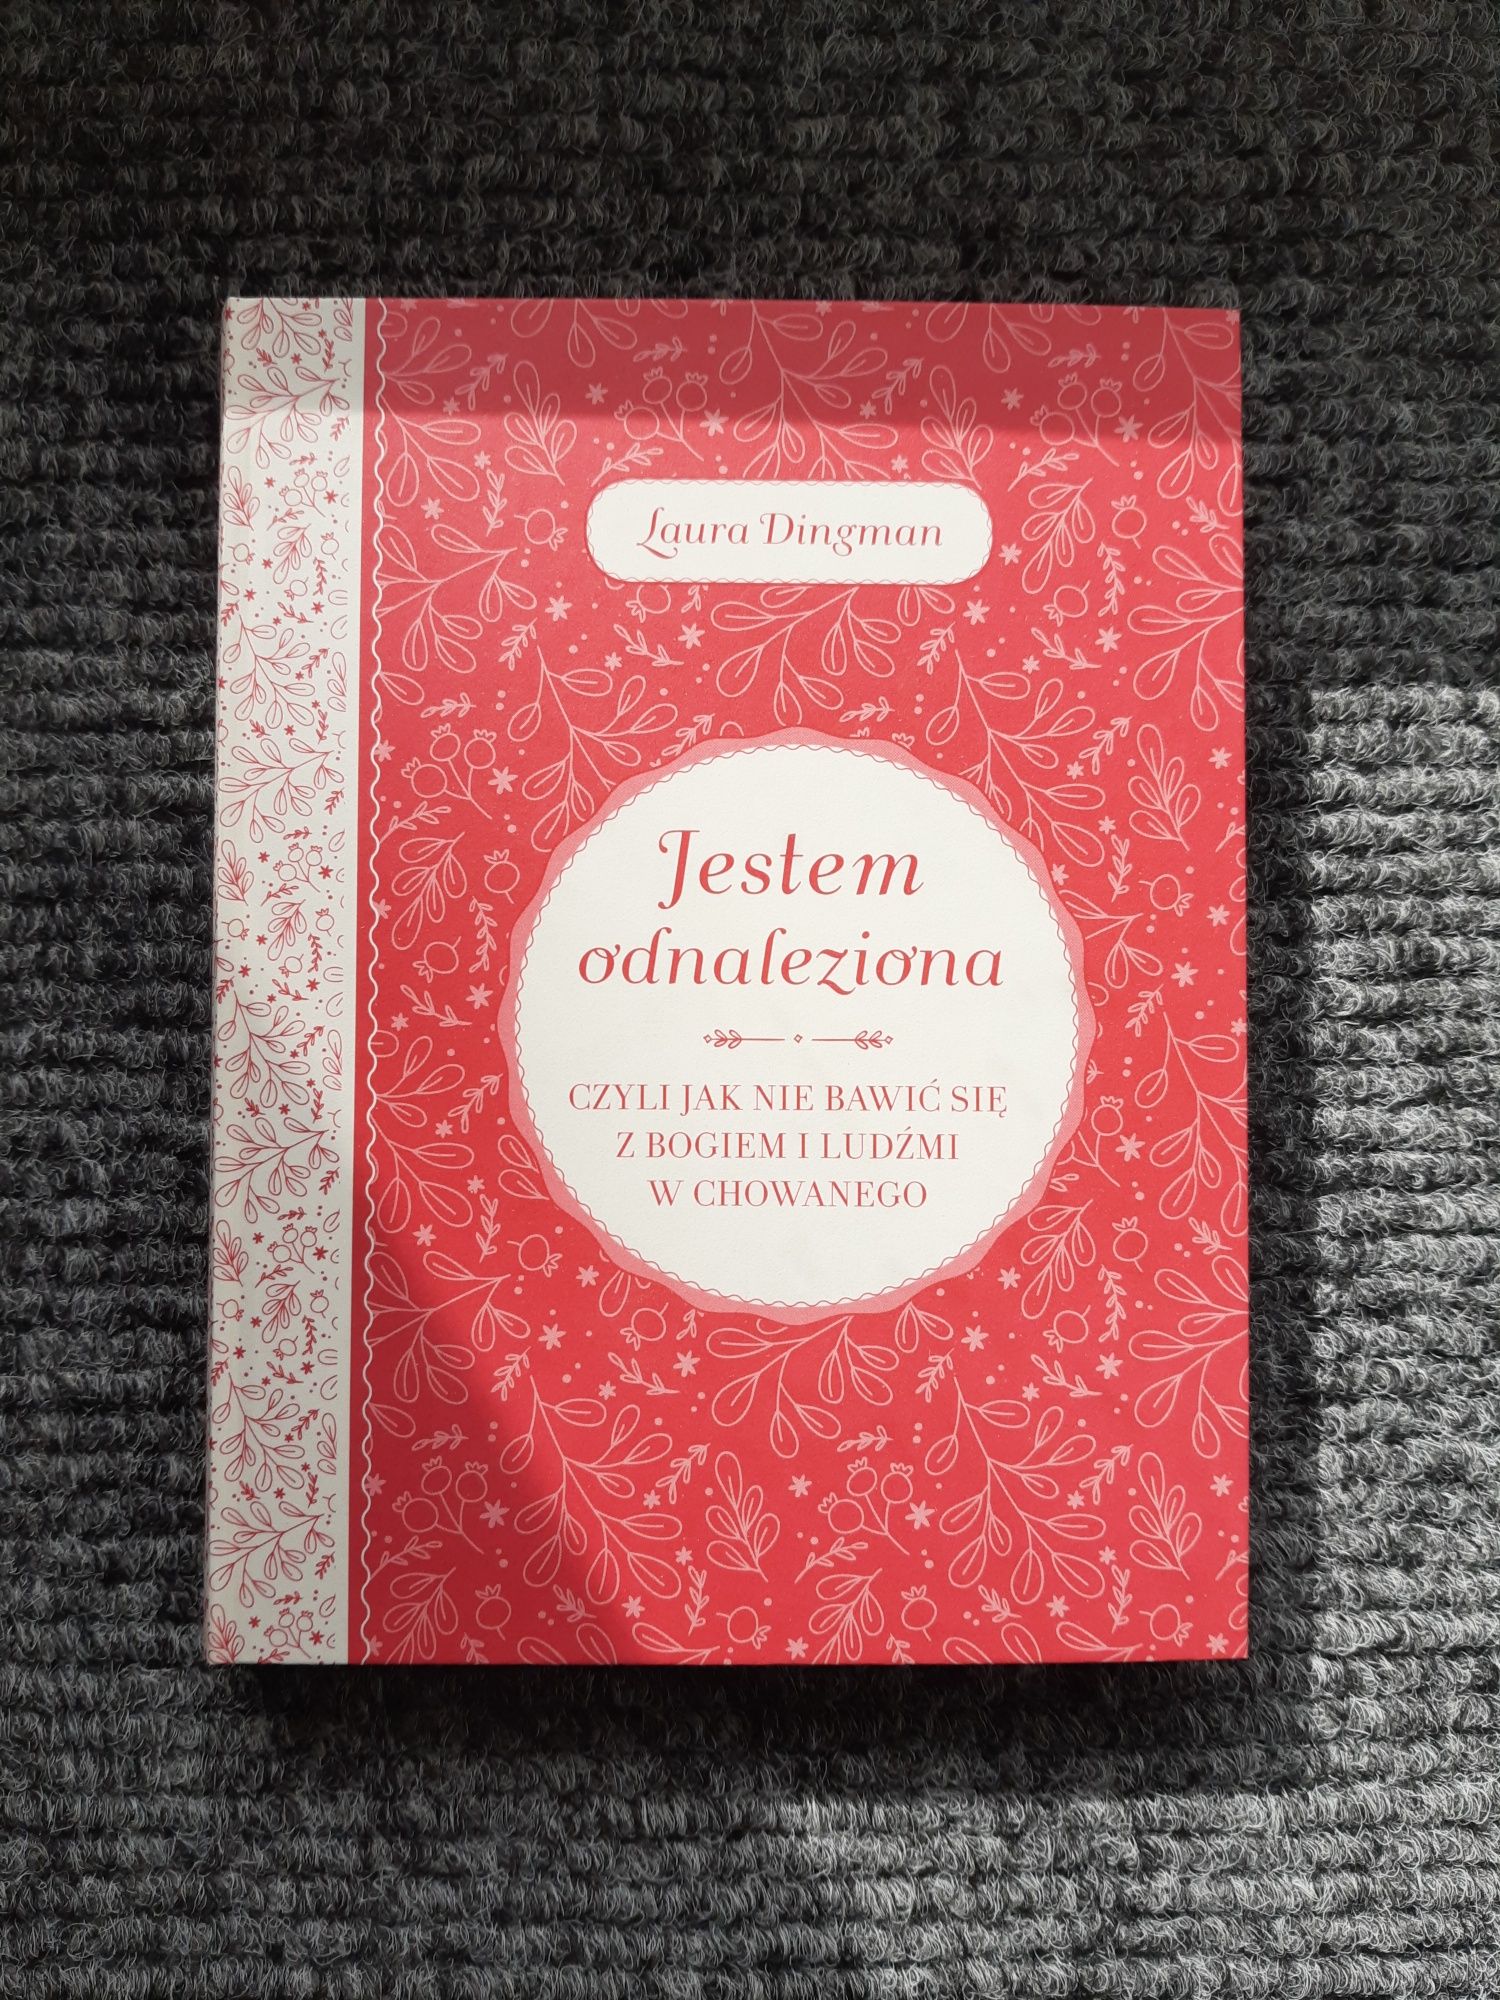 Laura Dingman
Jestem
odnaleziona
CZYLI JAK NIE BAWIĆ SIĘ
Z BOGIEM I LUDŹMI
W CHOWANEGO